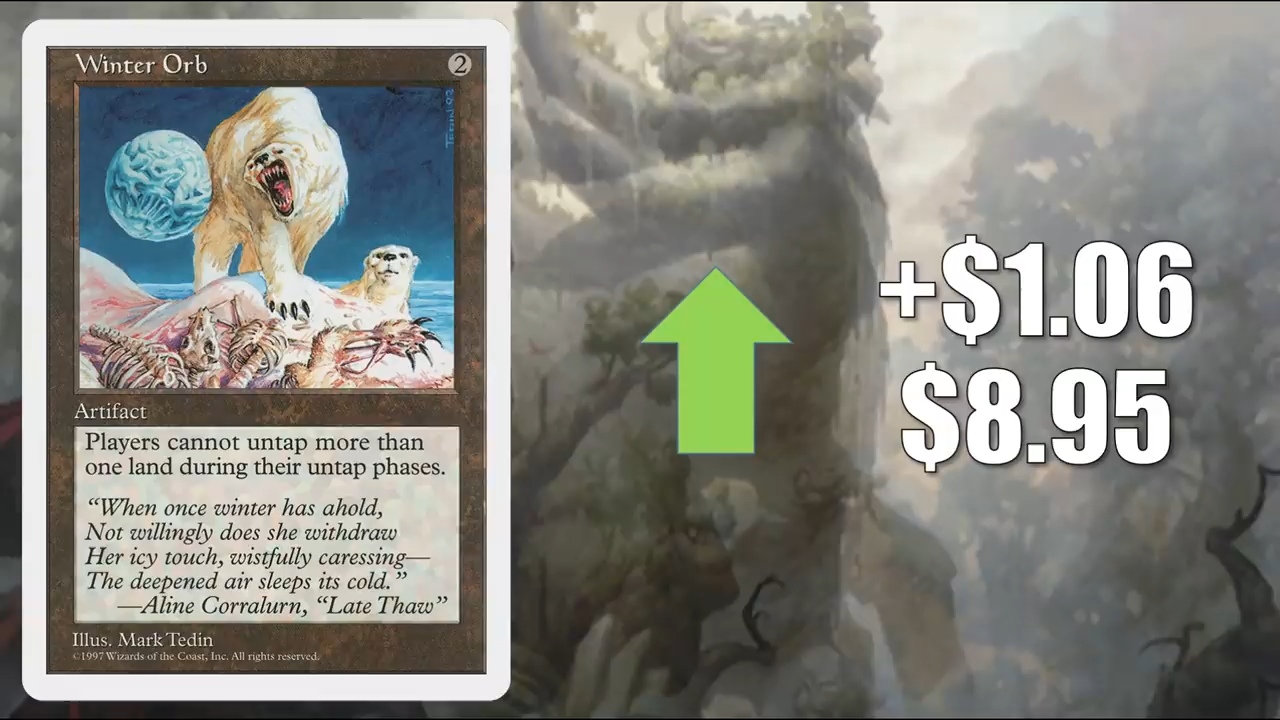 Winter Orb
2
Artifact
Players cannot untap more than
one land during their untap phases.
“When once winter has ahold,
Not willingly does she withdraw
Her icy touch, wistfully caressing—
The deepened air sleeps its cold.”
—Aline Corralurn, “Late Thaw”
Illus. Mark Tedin
©1997 Wizards of the Coast, Inc. All rights reserved.
+$1.06
$8.95